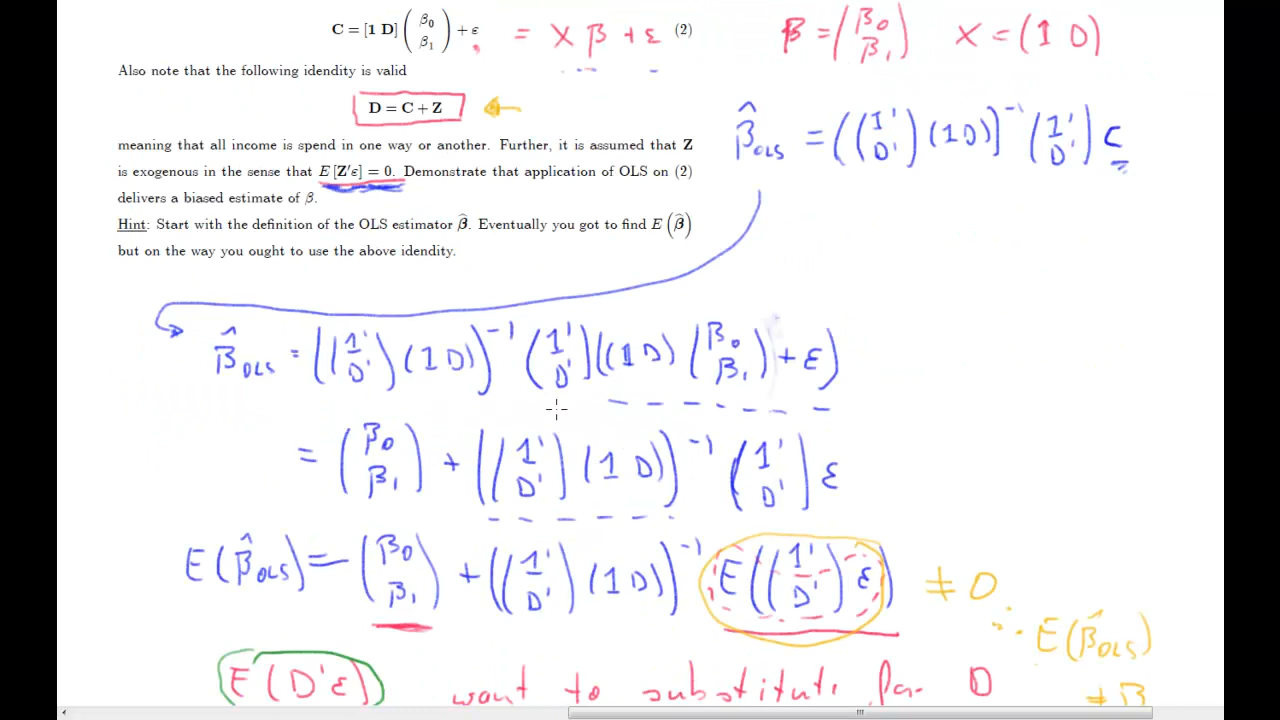 C = [1 D] (β0 β1) + ε = X β + ε (2) β = (β0 β1) X = (1 D)
Also note that the following idendity is valid
D = C + Z
β̂OLS = ((1' D') (1 D))⁻¹ (1' D') C
meaning that all income is spend in one way or another. Further, it is assumed that Z
is exogenous in the sense that E [Z'ε] = 0. Demonstrate that application of OLS on (2)
delivers a biased estimate of β.
Hint: Start with the definition of the OLS estimator β̂. Eventually you got to find E (β̂)
but on the way you ought to use the above identity.
β̂OLS = ((1' D') (1 D))⁻¹ (1' D') ((1 D) (β0 β1) + ε)
= (β0 β1) + ((1' D') (1 D))⁻¹ (1' D') ε
E(β̂OLS) = (β0 β1) + ((1' D') (1 D))⁻¹ E((1' D') ε) ≠ 0
∴ E(β̂OLS)
≠ β
E(D'ε) want to substitute for D